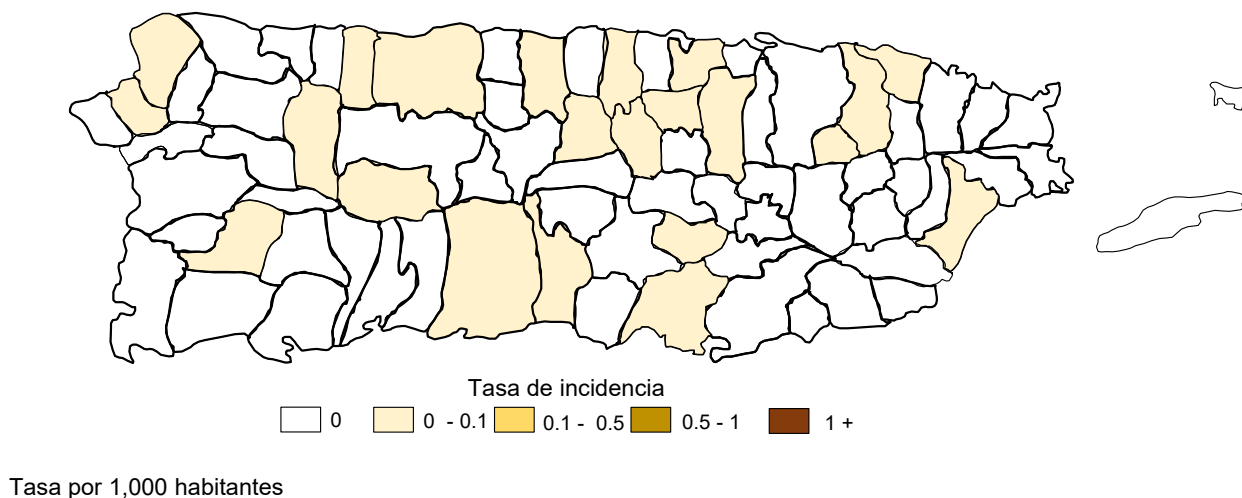 Tasa de incidencia
0 0 - 0.1 0.1 - 0.5 0.5 - 1 1 +
Tasa por 1,000 habitantes